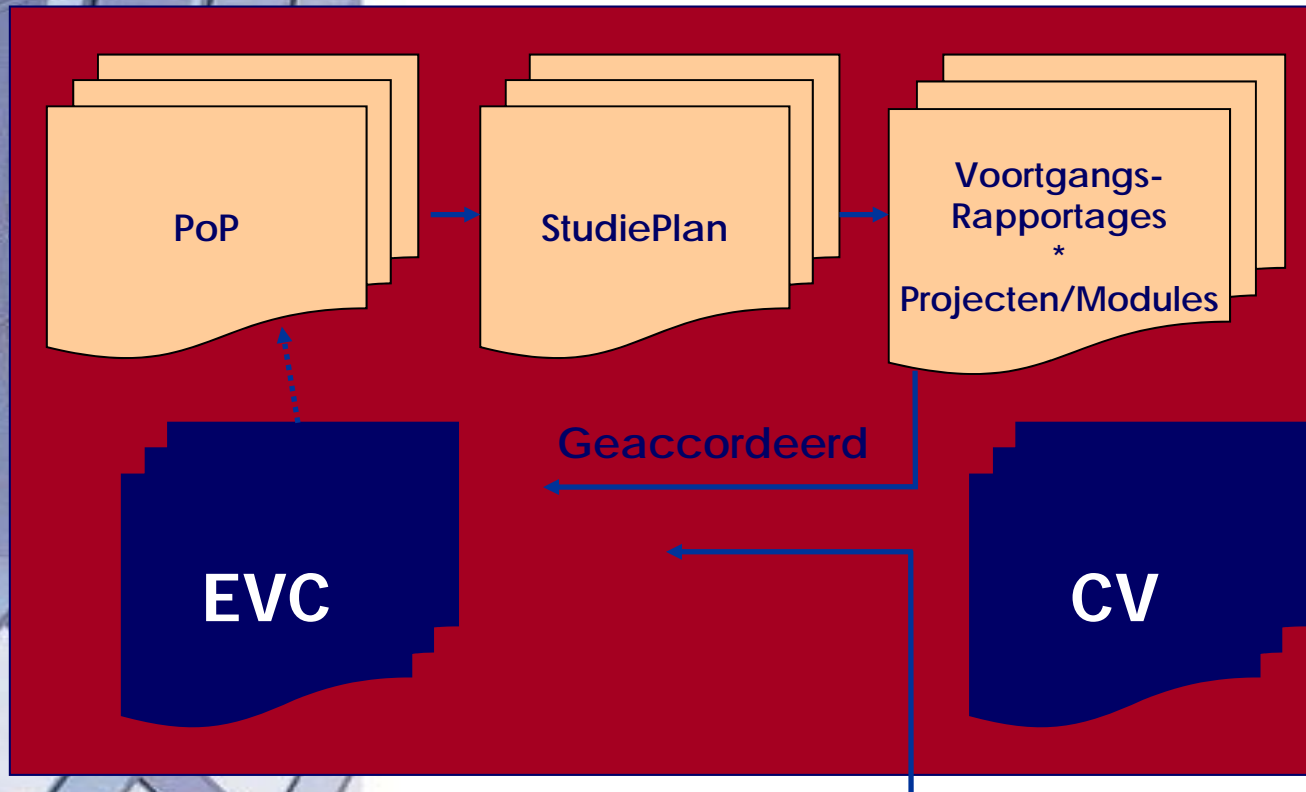 PoP
StudiePlan
Voortgangs-
Rapportages
*
Projecten/Modules
Geaccordeerd
EVC
CV